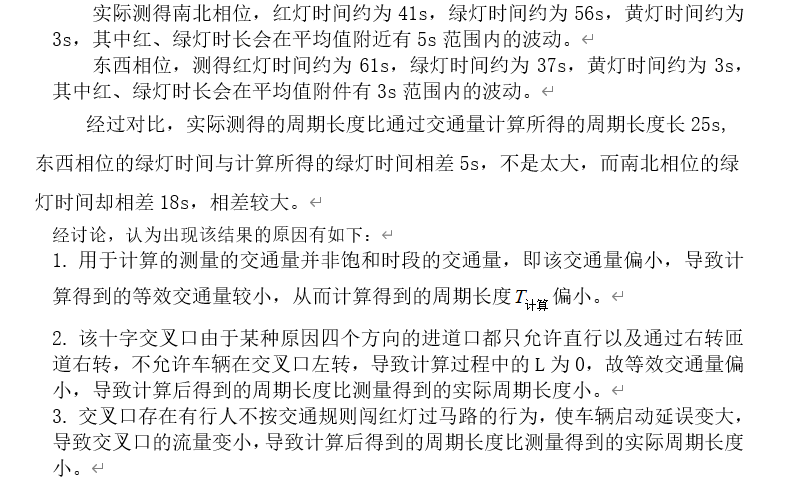 实际测得南北相位，红灯时间约为 41s，绿灯时间约为 56s，黄灯时间约为
3s，其中红、绿灯时长会在平均值附近有 5s 范围内的波动。
东西相位，测得红灯时间约为 61s，绿灯时间约为 37s，黄灯时间约为 3s，
其中红、绿灯时长会在平均值附件有 3s 范围内的波动。
经过对比，实际测得的周期长度比通过交通量计算所得的周期长度长 25s，
东西相位的绿灯时间与计算所得的绿灯时间相差 5s，不是太大，而南北相位的绿
灯时间却相差 18s，相差较大。
经讨论，认为出现该结果的原因有如下：
1. 用于计算的测量的交通量并非饱和时段的交通量，即该交通量偏小，导致计
算得到的等效交通量较小，从而计算得到的周期长度T计算 偏小。
2. 该十字交叉口由于某种原因四个方向的进道口都只允许直行以及通过右转匝
道右转，不允许车辆在交叉口左转，导致计算过程中的 L 为 0，故等效交通量偏
小，导致计算后得到的周期长度比测量得到的实际周期长度小。
3. 交叉口存在有行人不按交通规则闯红灯过马路的行为，使车辆启动延误变大，
导致交叉口的流量变小，导致计算后得到的周期长度比测量得到的实际周期长度
小。